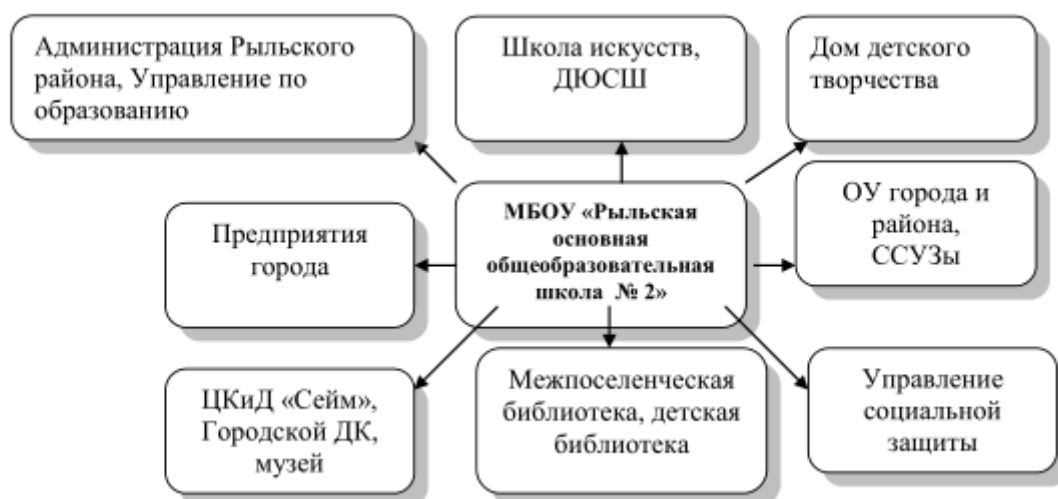 Администрация Рыльского
района, Управление по
образованию
Школа искусств,
ДЮСШ
Дом детского
творчества
Предприятия
города
МБОУ «Рыльская
основная
общеобразовательная
школа № 2»
ОУ города и
района,
ССУЗы
ЦКиД «Сейм»,
Городской ДК,
музей
Межпоселенческая
библиотека, детская
библиотека
Управление
социальной
защиты